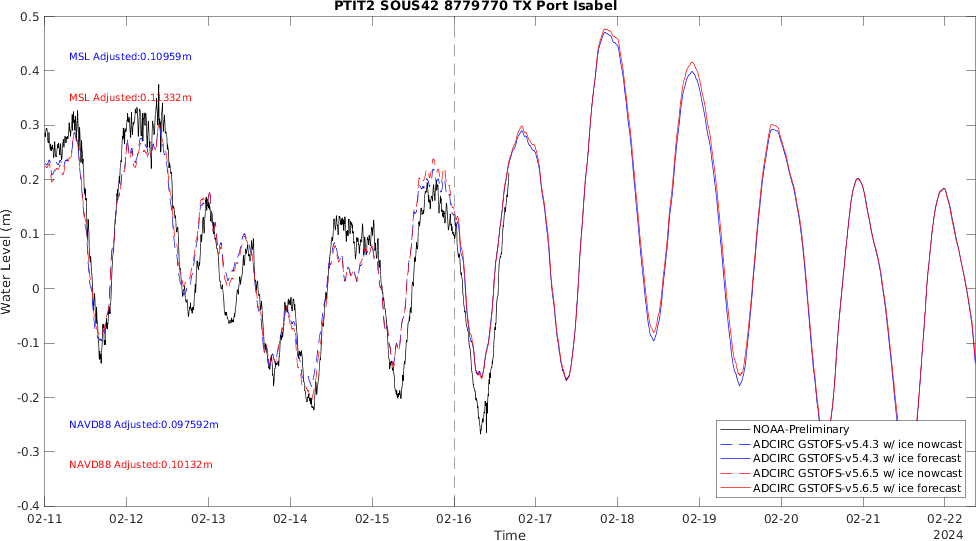 PTIT2 SOUS42 8779770 TX Port Isabel
0.5
0.4
0.3
0.2
0.1
0
-0.1
-0.2
-0.3
-0.4
Water Level (m)
MSL Adjusted:0.10959m
MSL Adjusted:0.11332m
NAVD88 Adjusted:0.097592m
NAVD88 Adjusted:0.10132m
NOAA-Preliminary
ADCIRC GSTOFS-v5.4.3 w/ ice nowcast
ADCIRC GSTOFS-v5.4.3 w/ ice forecast
ADCIRC GSTOFS-v5.6.5 w/ ice nowcast
ADCIRC GSTOFS-v5.6.5 w/ ice forecast
02-11 02-12 02-13 02-14 02-15 02-16 02-17 02-18 02-19 02-20 02-21 02-22
2024
Time